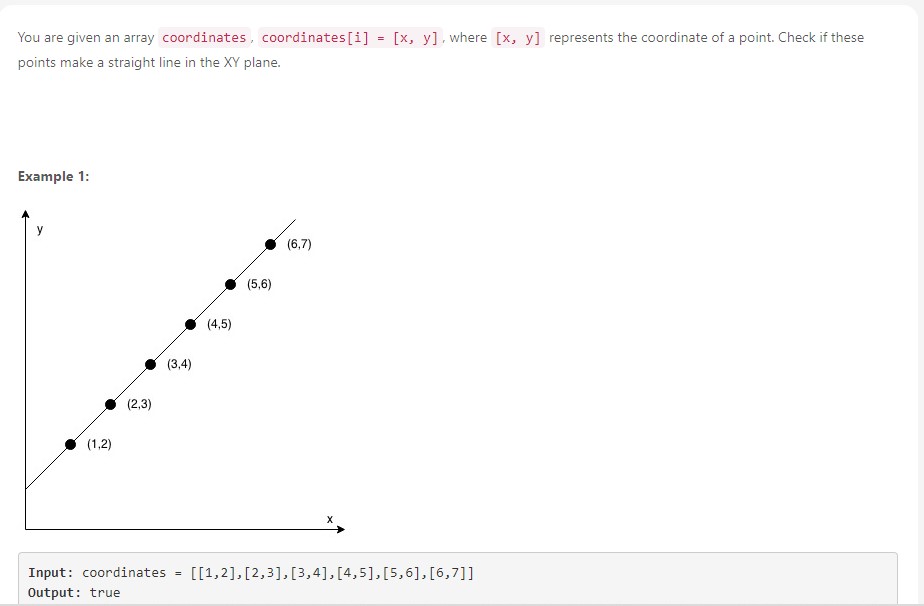 You are given an array coordinates, coordinates[i] = [x, y], where [x, y] represents the coordinate of a point. Check if these
points make a straight line in the XY plane.
Example 1:
y
(6,7)
(5,6)
(4,5)
(3,4)
(2,3)
(1,2)
x
Input: coordinates = [[1,2],[2,3],[3,4],[4,5],[5,6],[6,7]]
Output: true